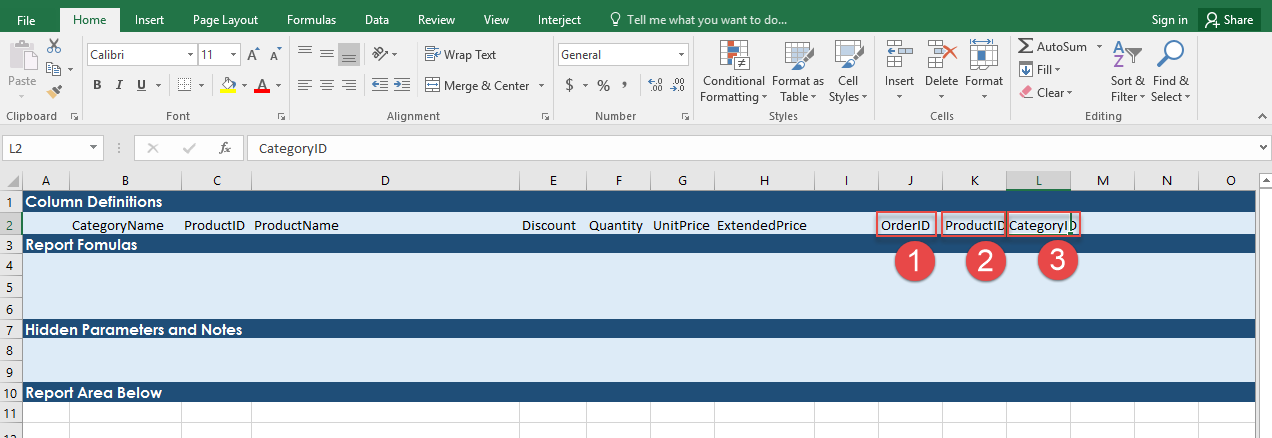 File Home Insert Page Layout Formulas Data Review View Interject Tell me what you want to do... Sign in Share
Paste Calibri 11 A A Wrap Text General Conditional Formatting Format as Table Cell Styles Insert Delete Format AutoSum Fill Clear Sort & Filter Find & Select
B I U A Merge & Center $ % , .00 .0
Clipboard Font Alignment Number Styles Cells Editing
L2 fx CategoryID
A B C D E F G H I J K L M N O
1 Column Definitions
2 CategoryName ProductID ProductName Discount Quantity UnitPrice ExtendedPrice OrderID ProductID CategoryID
3 Report Fomulas
1 2 3
4
5
6
7 Hidden Parameters and Notes
8
9
10 Report Area Below
11
12